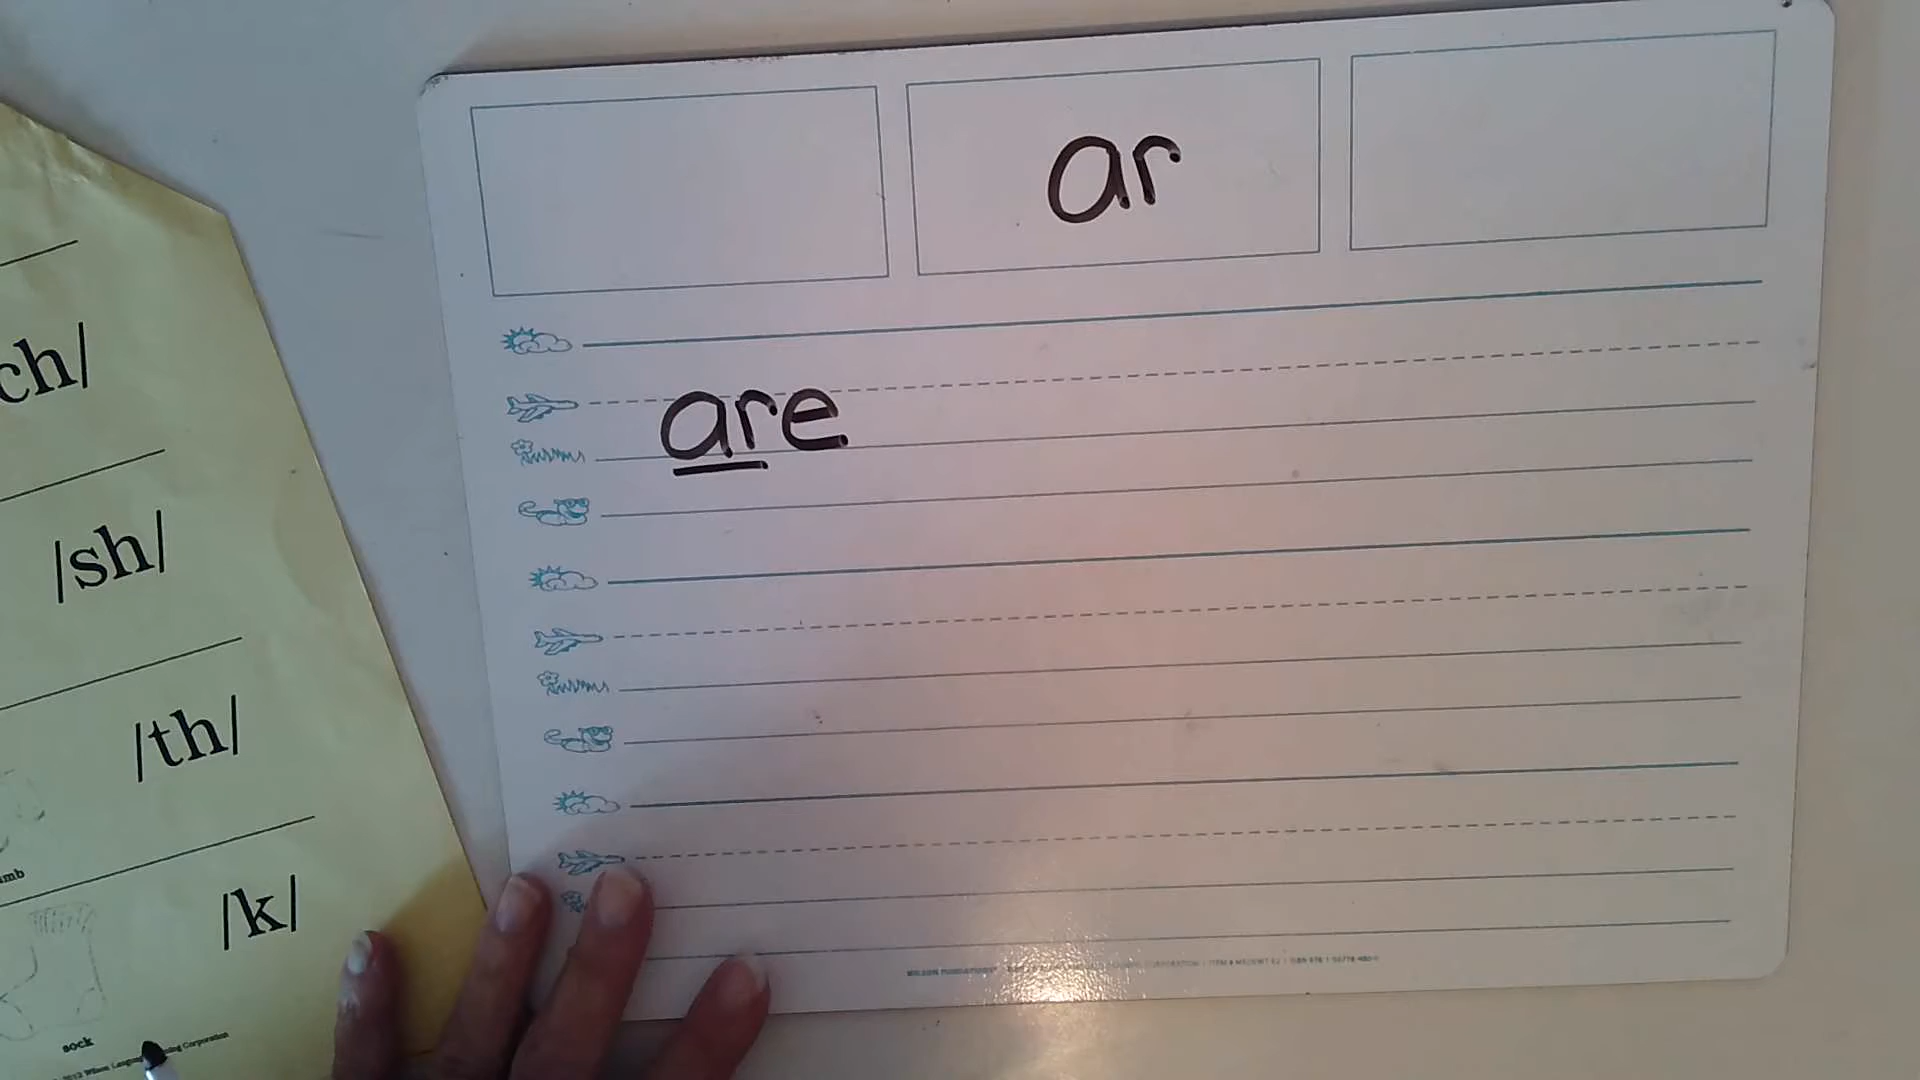 ar
are
ch/
/sh/
/th/
/k/
sock